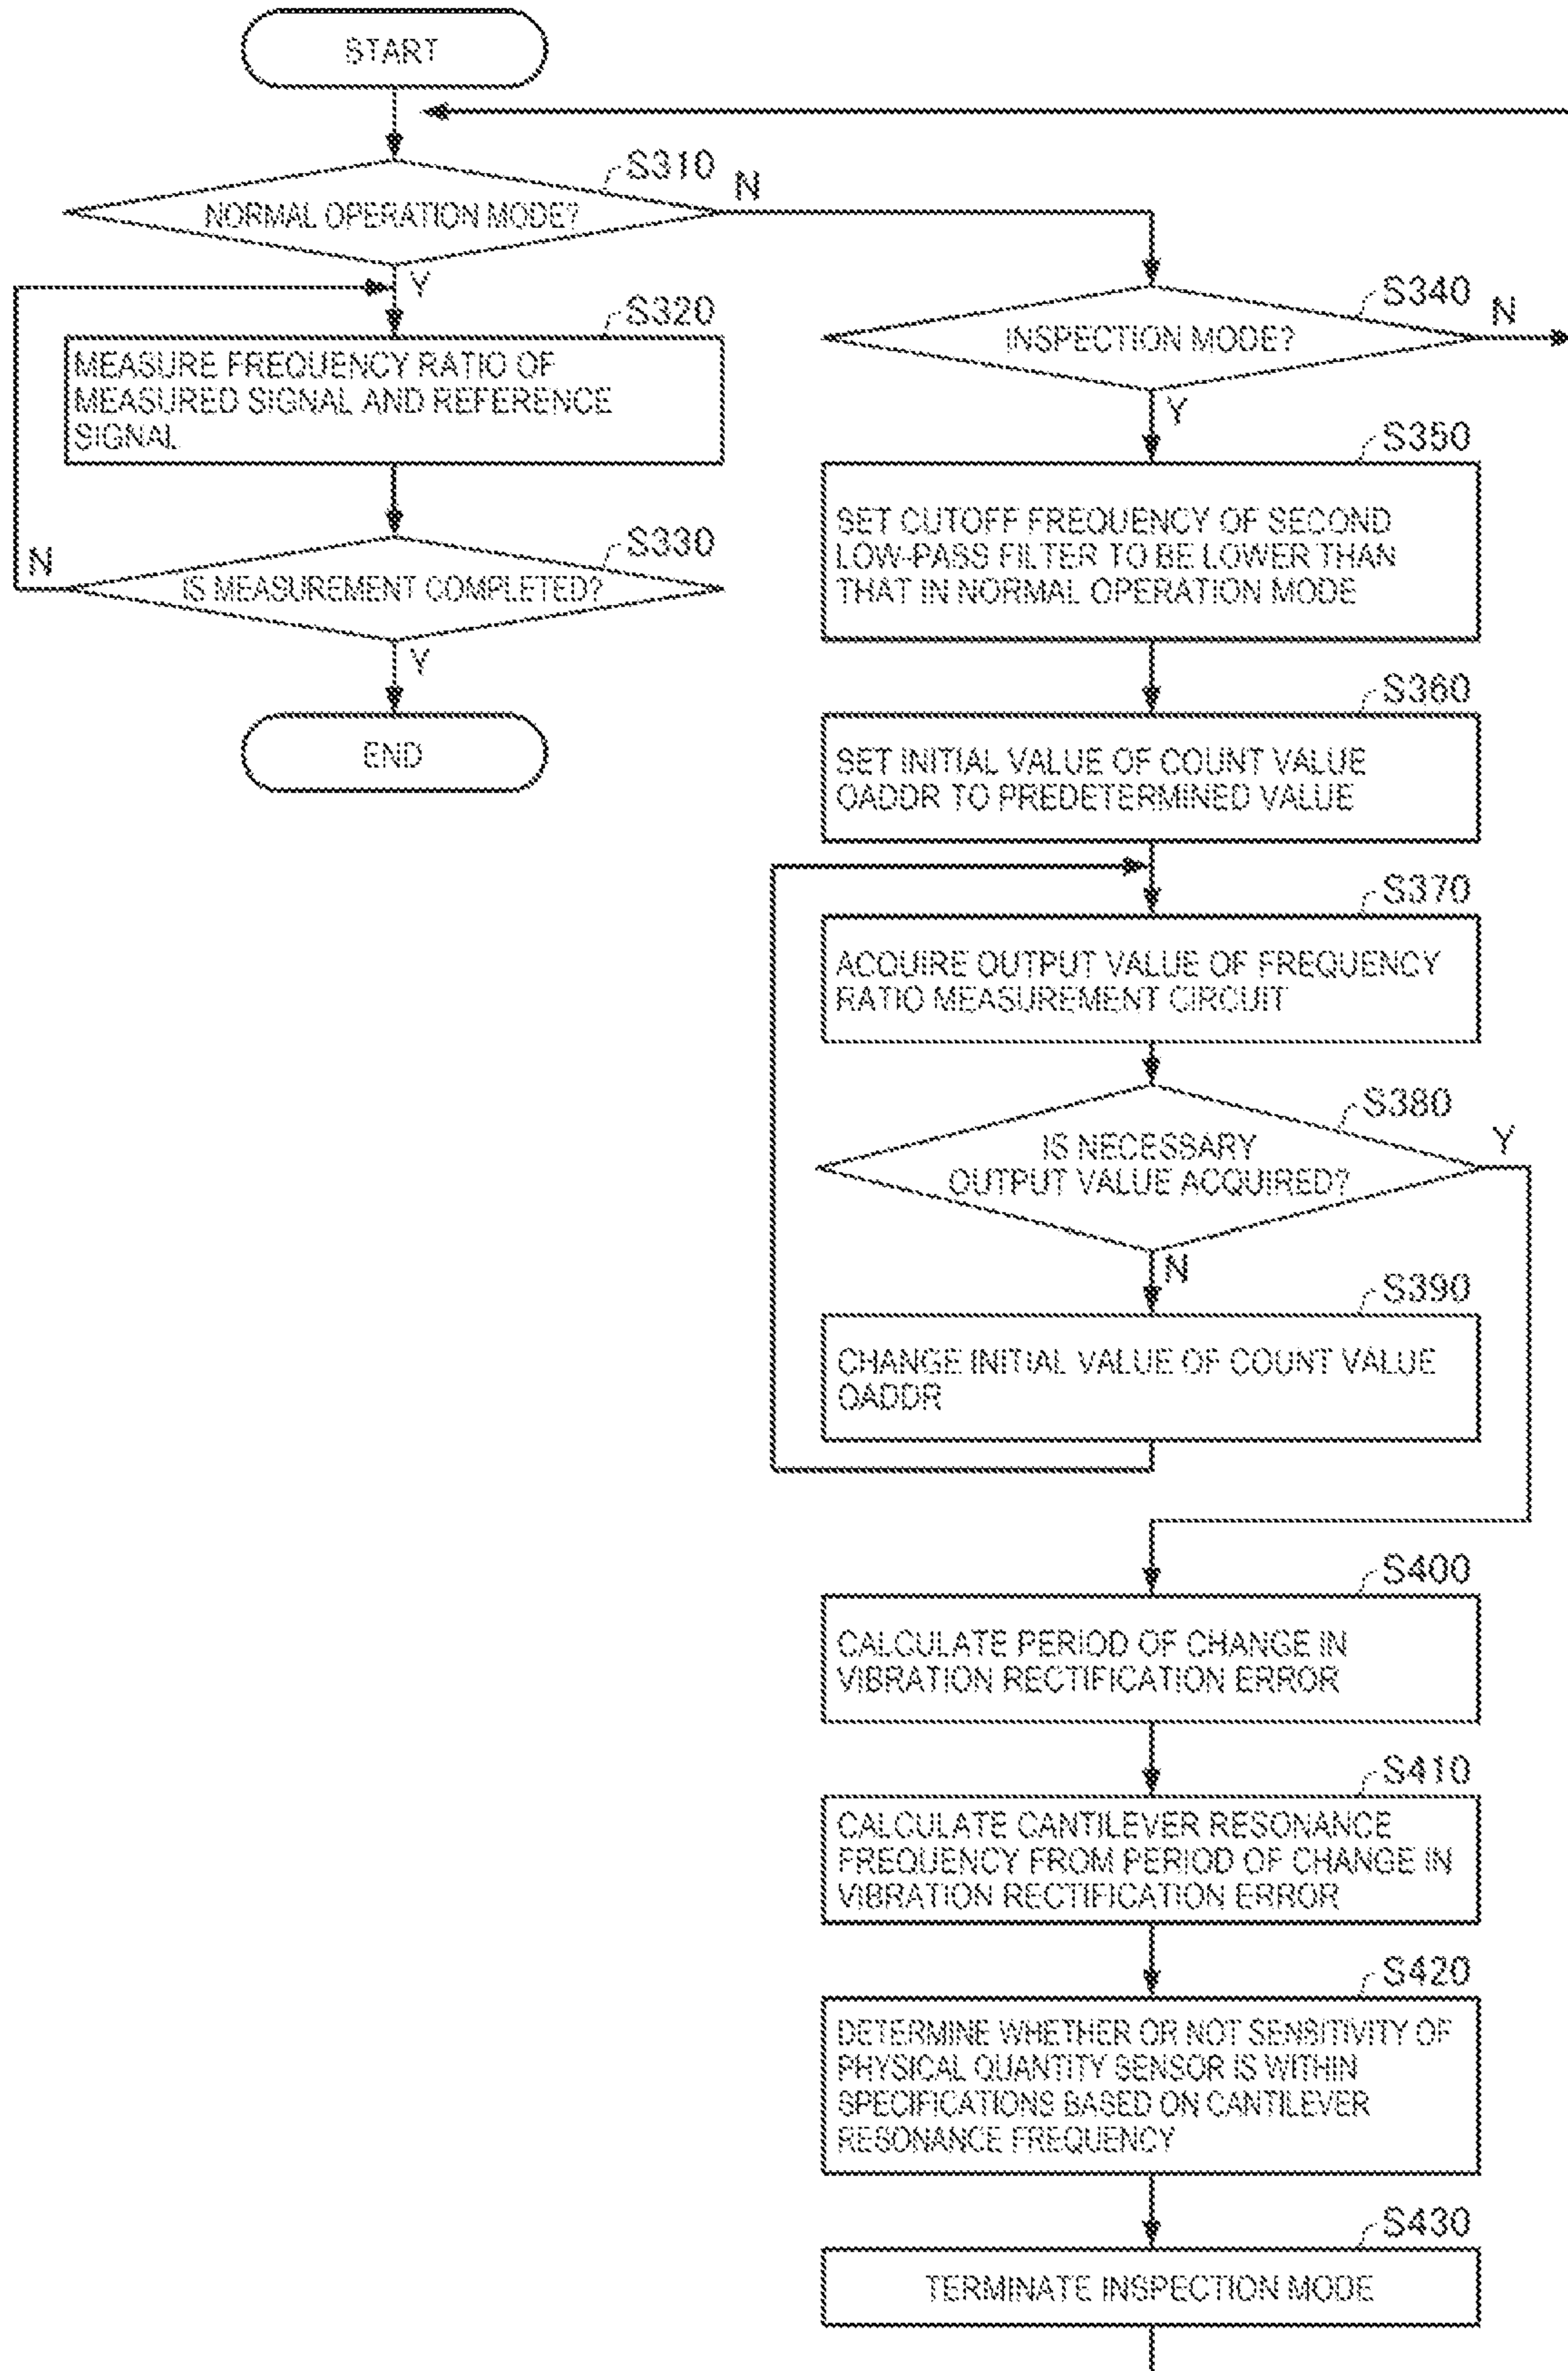 START
S310
NORMAL OPERATION MODE?
N
Y
S320
MEASURE FREQUENCY RATIO OF
MEASURED SIGNAL AND REFERENCE
SIGNAL
S330
IS MEASUREMENT COMPLETED?
N
Y
END
S340
INSPECTION MODE?
N
Y
S350
SET CUTOFF FREQUENCY OF SECOND
LOW-PASS FILTER TO BE LOWER THAN
THAT IN NORMAL OPERATION MODE
S360
SET INITIAL VALUE OF COUNT VALUE
OADDR TO PREDETERMINED VALUE
S370
ACQUIRE OUTPUT VALUE OF FREQUENCY
RATIO MEASUREMENT CIRCUIT
S380
IS NECESSARY
OUTPUT VALUE ACQUIRED?
Y
N
S390
CHANGE INITIAL VALUE OF COUNT VALUE
OADDR
S400
CALCULATE PERIOD OF CHANGE IN
VIBRATION RECTIFICATION ERROR
S410
CALCULATE CANTILEVER RESONANCE
FREQUENCY FROM PERIOD OF CHANGE IN
VIBRATION RECTIFICATION ERROR
S420
DETERMINE WHETHER OR NOT SENSITIVITY OF
PHYSICAL QUANTITY SENSOR IS WITHIN
SPECIFICATIONS BASED ON CANTILEVER
RESONANCE FREQUENCY
S430
TERMINATE INSPECTION MODE